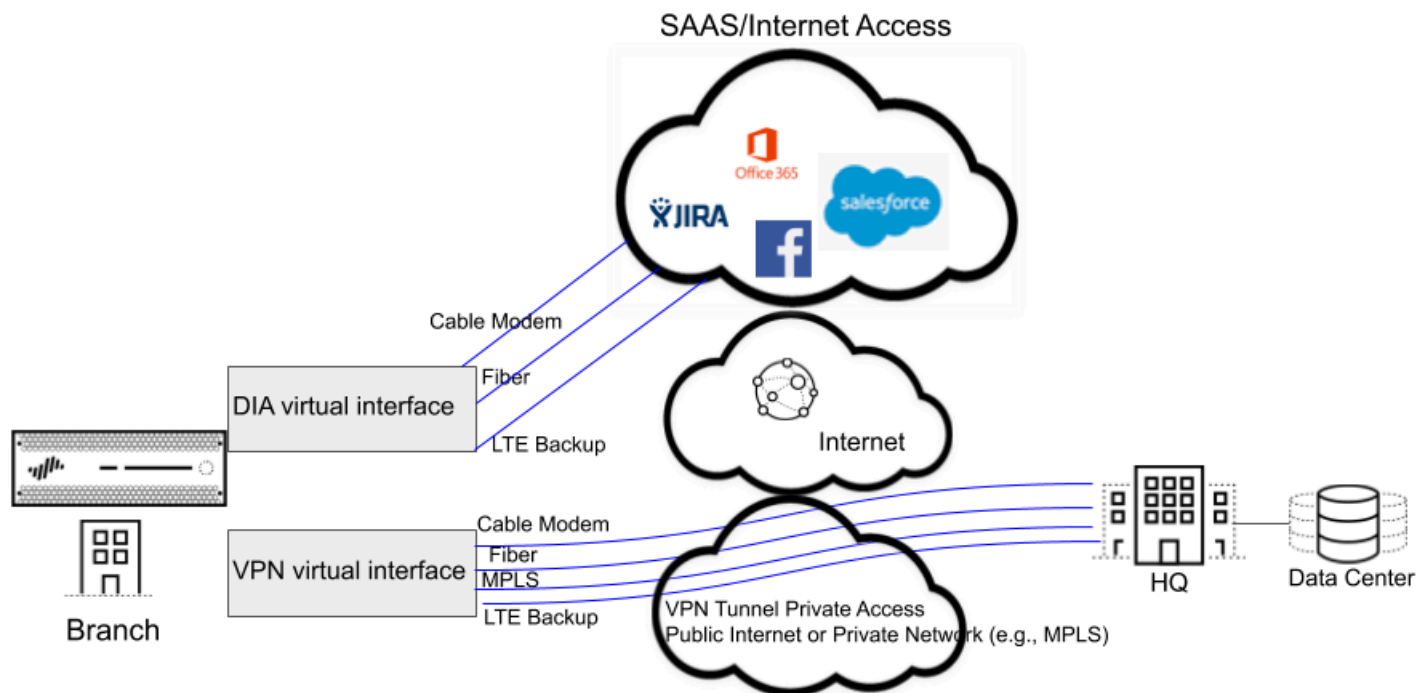 SAAS/Internet Access
Office 365
JIRA
salesforce
f
Cable Modem
Fiber
DIA virtual interface
LTE Backup
Internet
Cable Modem
Fiber
VPN virtual interface
MPLS
LTE Backup
VPN Tunnel Private Access
Public Internet or Private Network (e.g., MPLS)
HQ
Data Center
Branch